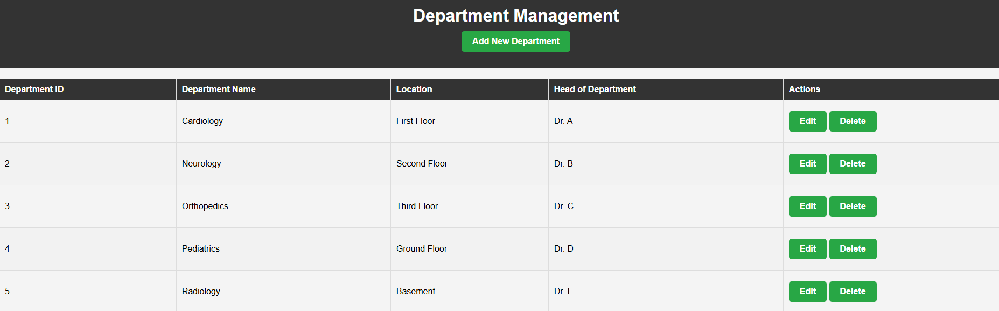 Department Management
Add New Department
Department ID Department Name Location Head of Department Actions
1 Cardiology First Floor Dr. A Edit Delete
2 Neurology Second Floor Dr. B Edit Delete
3 Orthopedics Third Floor Dr. C Edit Delete
4 Pediatrics Ground Floor Dr. D Edit Delete
5 Radiology Basement Dr. E Edit Delete